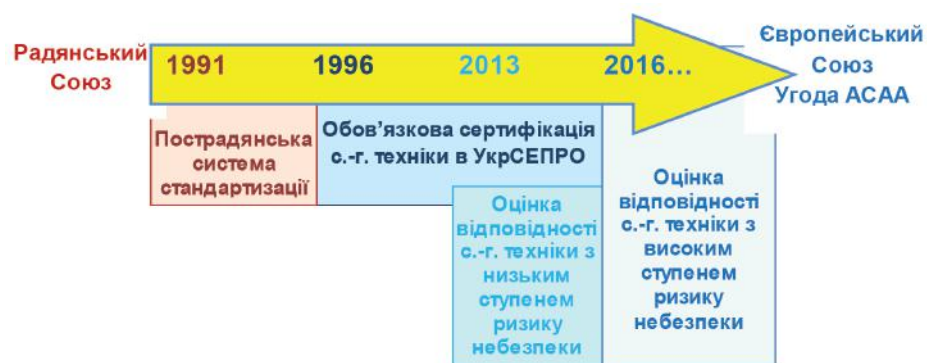 Радянський
Союз
1991
1996
2013
2016...
Європейський
Союз
Угода АСАА
Пострадянська
система
стандартизації
Обов'язкова сертифікація
с.-г. техніки в УкрСЕПРО
Оцінка
відповідності
с.-г. техніки з
низьким
ступенем
ризику
небезпеки
Оцінка
відповідності
с.-г. техніки з
високим
ступенем
ризику
небезпеки